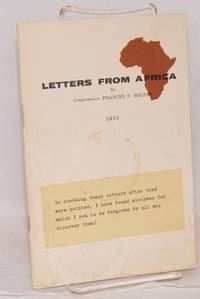 LETTERS FROM AFRICA
by
Congresswoman FRANCES P. BOLTON
1955
In checking these letters after they
were printed, I have found mistakes for
which I ask to be forgiven by all who
discover them!